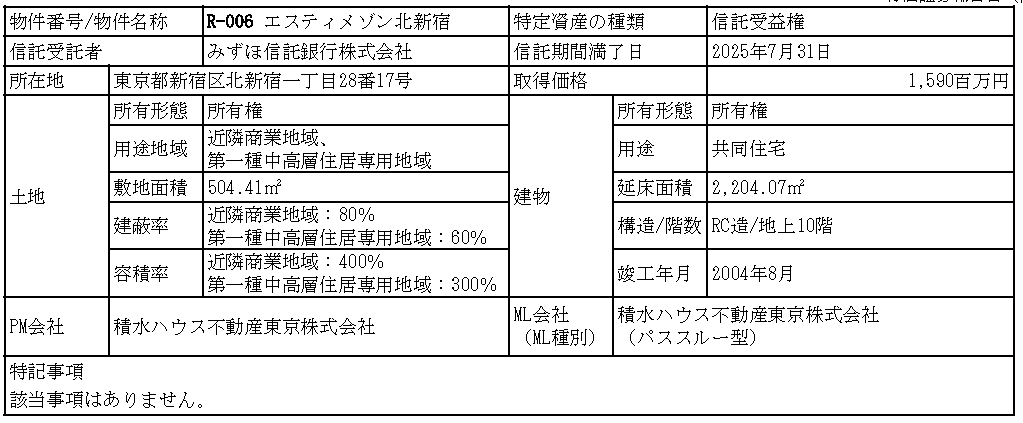 物件番号/物件名称 R-006 エスティメゾン北新宿 特定資産の種類 信託受益権
信託受託者 みずほ信託銀行株式会社 信託期間満了日 2025年7月31日
所在地 東京都新宿区北新宿一丁目28番17号 取得価格 1,590百万円
土地 所有形態 所有権 建物 所有形態 所有権
用途地域 近隣商業地域、
第一種中高層住居専用地域 用途 共同住宅
敷地面積 504.41㎡ 延床面積 2,204.07㎡
建蔽率 近隣商業地域：80%
第一種中高層住居専用地域：60% 構造/階数 RC造/地上10階
容積率 近隣商業地域：400%
第一種中高層住居専用地域：300% 竣工年月 2004年8月
PM会社 積水ハウス不動産東京株式会社 ML会社
（ML種別） 積水ハウス不動産東京株式会社
（パススルー型）
特記事項
該当事項はありません。